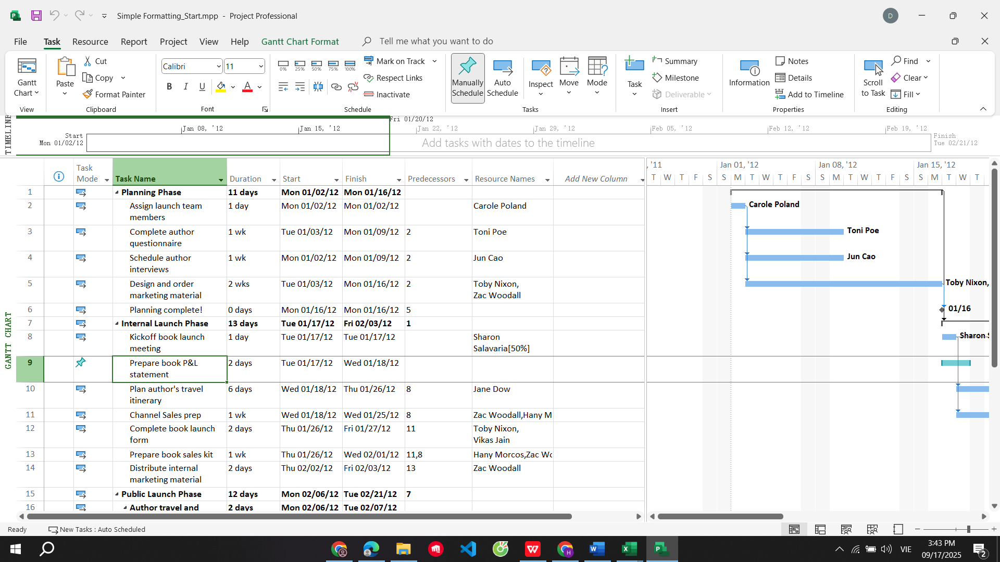 Simple Formatting_Start.mpp - Project Professional
D
File Task Resource Report Project View Help Gantt Chart Format Tell me what you want to do
Gantt Chart
View
Paste
Cut
Copy
Format Painter
Clipboard
Calibri 11
B I U A
Font
0% 25% 50% 75% 100%
Mark on Track
Respect Links
Inactivate
Schedule
Manually Schedule
Auto Schedule
Inspect
Move
Mode
Tasks
Task
Summary
Milestone
Deliverable
Insert
Information
Notes
Details
Add to Timeline
Properties
Scroll to Task
Find
Clear
Fill
Editing
TIMELINE
Fri 01/20/12
Jan 08, '12 Jan 15, '12 Jan 22, '12 Jan 29, '12 Feb 05, '12 Feb 12, '12 Feb 19, '12
Start
Mon 01/02/12
Add tasks with dates to the timeline
Finish
Tue 02/21/12
GANTT CHART
Task Mode Task Name Duration Start Finish Predecessors Resource Names Add New Column
1 Planning Phase 11 days Mon 01/02/12 Mon 01/16/12
2 Assign launch team members 1 day Mon 01/02/12 Mon 01/02/12 Carole Poland
3 Complete author questionnaire 1 wk Tue 01/03/12 Mon 01/09/12 2 Toni Poe
4 Schedule author interviews 1 wk Mon 01/02/12 Mon 01/09/12 2 Jun Cao
5 Design and order marketing material 2 wks Tue 01/03/12 Mon 01/16/12 2 Toby Nixon, Zac Woodall
6 Planning complete! 0 days Mon 01/16/12 Mon 01/16/12 5
7 Internal Launch Phase 13 days Tue 01/17/12 Fri 02/03/12 1
8 Kickoff book launch meeting 1 day Tue 01/17/12 Tue 01/17/12 Sharon Salavaria[50%]
9 Prepare book P&L statement 2 days Tue 01/17/12 Wed 01/18/12
10 Plan author's travel itinerary 6 days Wed 01/18/12 Thu 01/26/12 8 Jane Dow
11 Channel Sales prep 1 wk Wed 01/18/12 Wed 01/25/12 8 Zac Woodall,Hany M
12 Complete book launch form 2 days Thu 01/26/12 Fri 01/27/12 11 Toby Nixon, Vikas Jain
13 Prepare book sales kit 1 wk Thu 01/26/12 Wed 02/01/12 11,8 Hany Morcos,Zac Wo
14 Distribute internal marketing material 2 days Thu 02/02/12 Fri 02/03/12 13 Zac Woodall
15 Public Launch Phase 12 days Mon 02/06/12 Tue 02/21/12 7
16 Author travel and 2 days Mon 02/06/12 Tue 02/07/12
, '11 Jan 01, '12 Jan 08, '12 Jan 15, '12
T W T F S S M T W T F S S M T W T F S S M T W T
Carole Poland
Toni Poe
Jun Cao
Toby Nixon,
01/16
Sharon S
Ready New Tasks : Auto Scheduled
VIE
3:43 PM
09/17/2025
2